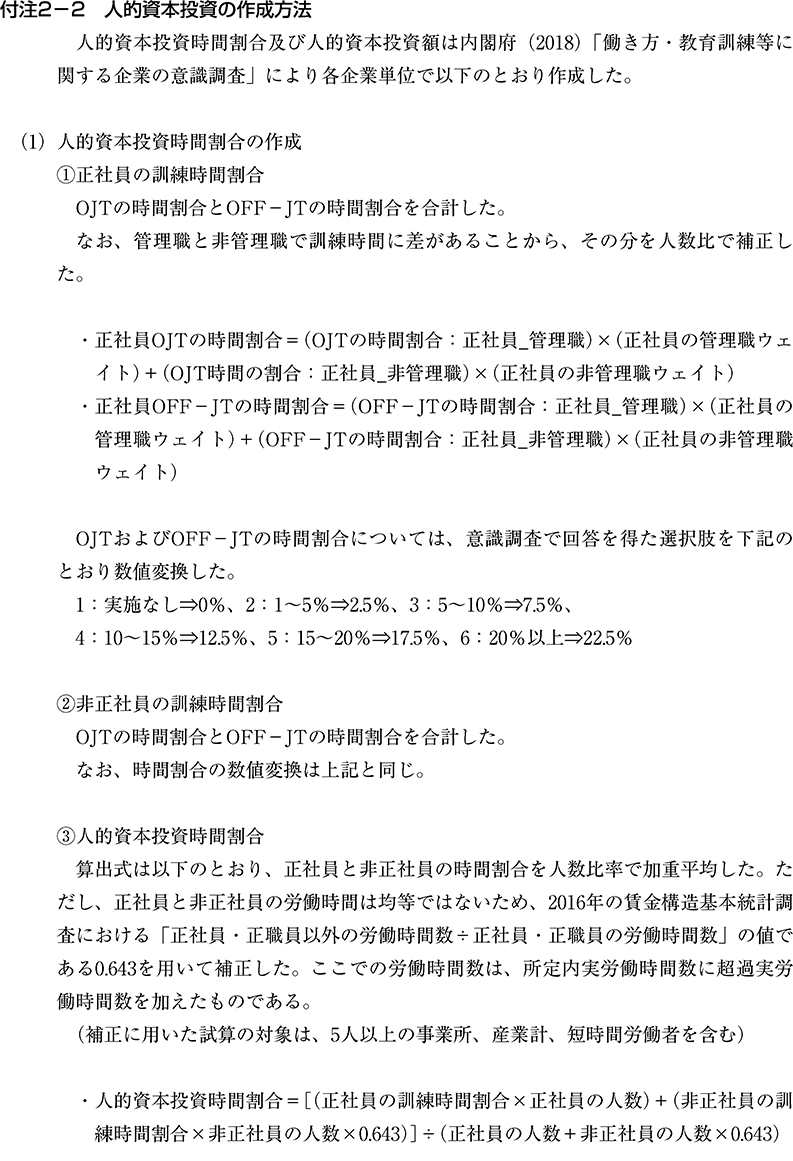 付注2－2　人的資本投資の作成方法
人的資本投資時間割合及び人的資本投資額は内閣府（2018）「働き方・教育訓練等に
関する企業の意識調査」により各企業単位で以下のとおり作成した。
（1）人的資本投資時間割合の作成
①正社員の訓練時間割合
OJTの時間割合とOFF－JTの時間割合を合計した。
なお、管理職と非管理職で訓練時間に差があることから、その分を人数比で補正し
た。
・正社員OJTの時間割合＝（OJTの時間割合：正社員_管理職）×（正社員の管理職ウェ
イト）＋（OJT時間の割合：正社員_非管理職）×（正社員の非管理職ウェイト）
・正社員OFF－JTの時間割合＝（OFF－JTの時間割合：正社員_管理職）×（正社員の
管理職ウェイト）＋（OFF－JTの時間割合：正社員_非管理職）×（正社員の非管理職
ウェイト）
OJTおよびOFF－JTの時間割合については、意識調査で回答を得た選択肢を下記の
とおり数値変換した。
1：実施なし⇒0％、2：1～5％⇒2.5％、3：5～10％⇒7.5％、
4：10～15％⇒12.5％、5：15～20％⇒17.5％、6：20％以上⇒22.5％
②非正社員の訓練時間割合
OJTの時間割合とOFF－JTの時間割合を合計した。
なお、時間割合の数値変換は上記と同じ。
③人的資本投資時間割合
算出式は以下のとおり、正社員と非正社員の時間割合を人数比率で加重平均した。た
だし、正社員と非正社員の労働時間は均等ではないため、2016年の賃金構造基本統計調
査における「正社員・正職員以外の労働時間数÷正社員・正職員の労働時間数」の値で
ある0.643を用いて補正した。ここでの労働時間数は、所定内実労働時間数に超過実労
働時間数を加えたものである。
（補正に用いた試算の対象は、5人以上の事業所、産業計、短時間労働者を含む）
・人的資本投資時間割合＝［（正社員の訓練時間割合×正社員の人数）＋（非正社員の訓
練時間割合×非正社員の人数×0.643）］÷（正社員の人数＋非正社員の人数×0.643）